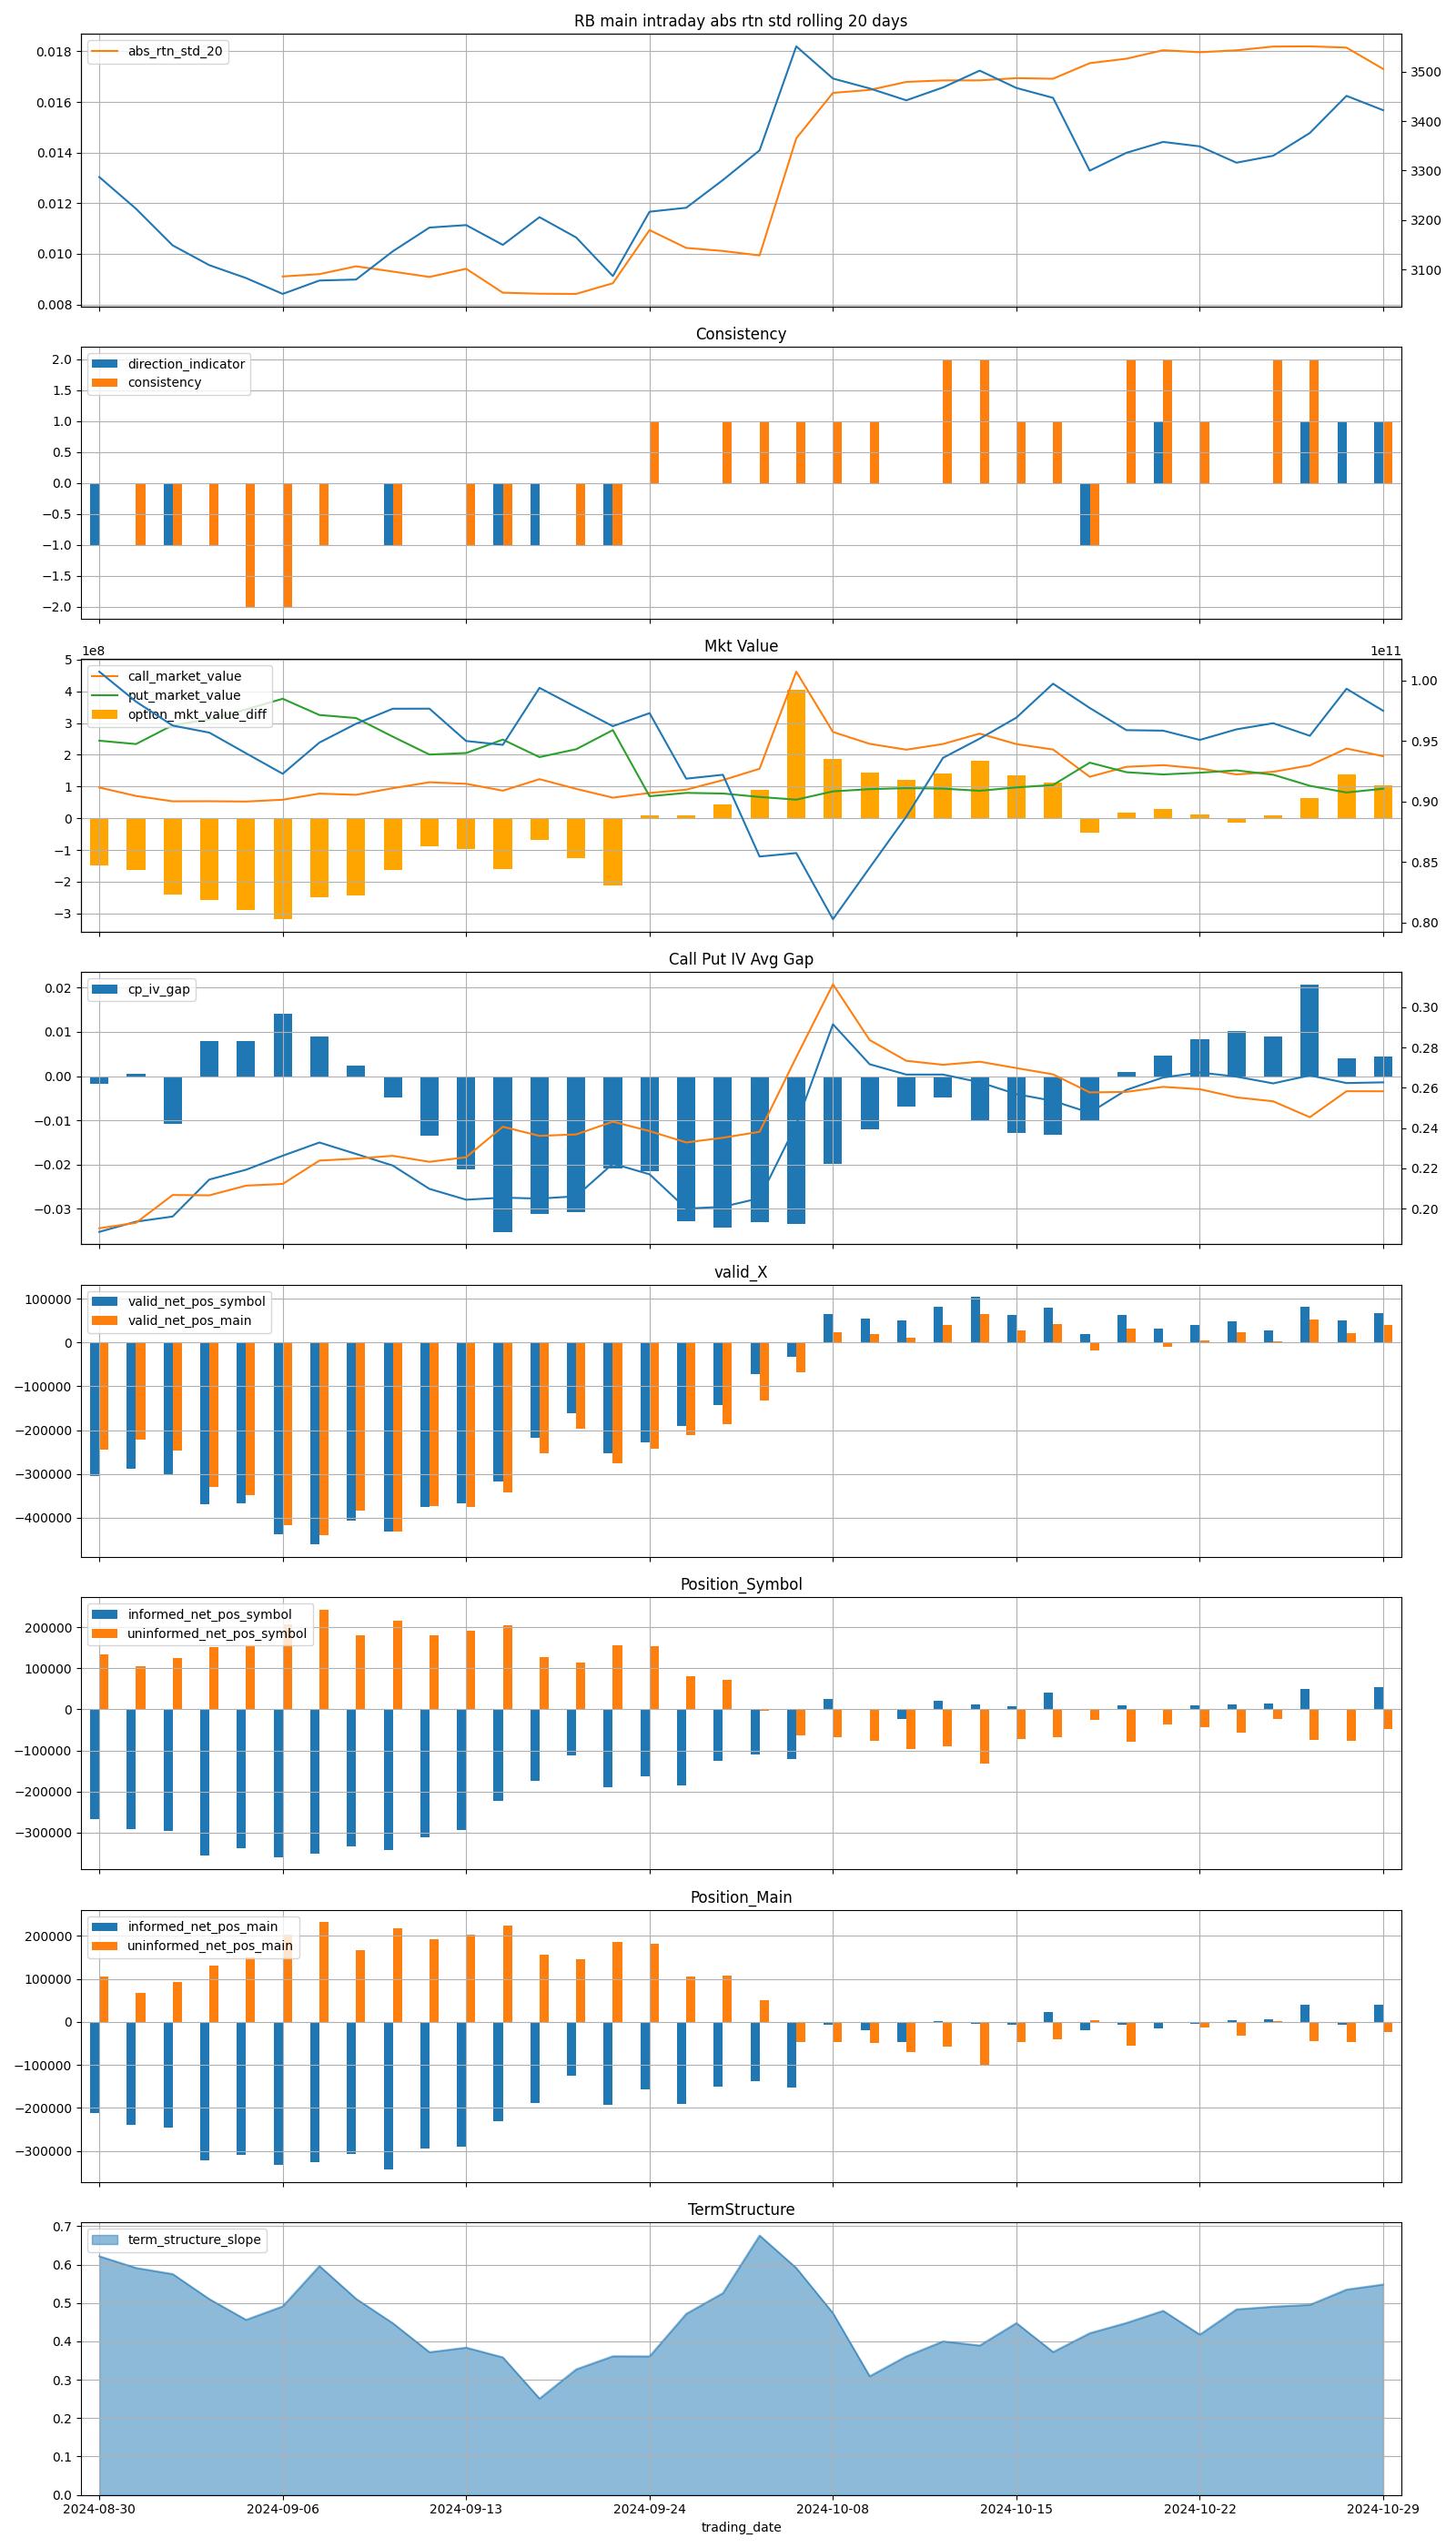 RB main intraday abs rtn std rolling 20 days
abs_rtn_std_20
0.018
0.016
0.014
0.012
0.010
0.008
3500
3400
3300
3200
3100
Consistency
direction_indicator
consistency
2.0
1.5
1.0
0.5
0.0
−0.5
−1.0
−1.5
−2.0
Mkt Value
1e8
1e11
call_market_value
put_market_value
option_mkt_value_diff
5
4
3
2
1
0
−1
−2
−3
1.00
0.95
0.90
0.85
0.80
Call Put IV Avg Gap
cp_iv_gap
0.02
0.01
0.00
−0.01
−0.02
−0.03
0.30
0.28
0.26
0.24
0.22
0.20
valid_X
valid_net_pos_symbol
valid_net_pos_main
100000
0
−100000
−200000
−300000
−400000
Position_Symbol
informed_net_pos_symbol
uninformed_net_pos_symbol
200000
100000
0
−100000
−200000
−300000
Position_Main
informed_net_pos_main
uninformed_net_pos_main
200000
100000
0
−100000
−200000
−300000
TermStructure
term_structure_slope
0.7
0.6
0.5
0.4
0.3
0.2
0.1
0.0
2024-08-30 2024-09-06 2024-09-13 2024-09-24 2024-10-08 2024-10-15 2024-10-22 2024-10-29
trading_date